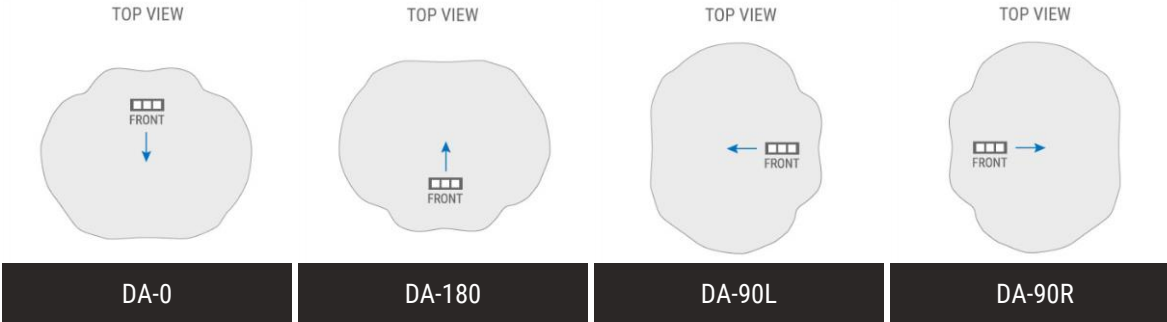 TOP VIEW
TOP VIEW
TOP VIEW
TOP VIEW
FRONT
FRONT
FRONT
FRONT
DA-0
DA-180
DA-90L
DA-90R